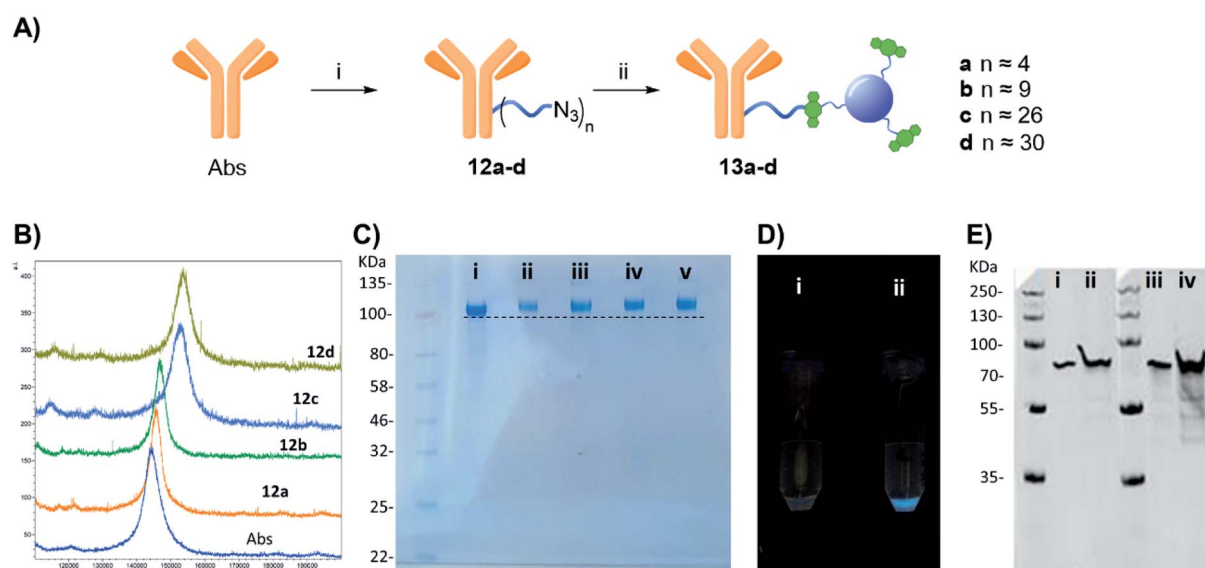 A)
i
ii
N3
n
Abs
12a-d
13a-d
a n ≈ 4
b n ≈ 9
c n ≈ 26
d n ≈ 30
B)
a.i.
400
350
300
250
200
150
100
50
12d
12c
12b
12a
Abs
120000 130000 140000 150000 160000 170000 180000 190000
C)
KDa
135-
100-
80-
58-
46-
32-
25-
22-
i ii iii iv v
D)
i ii
E)
KDa
250-
130-
100-
70-
55-
35-
i ii iii iv